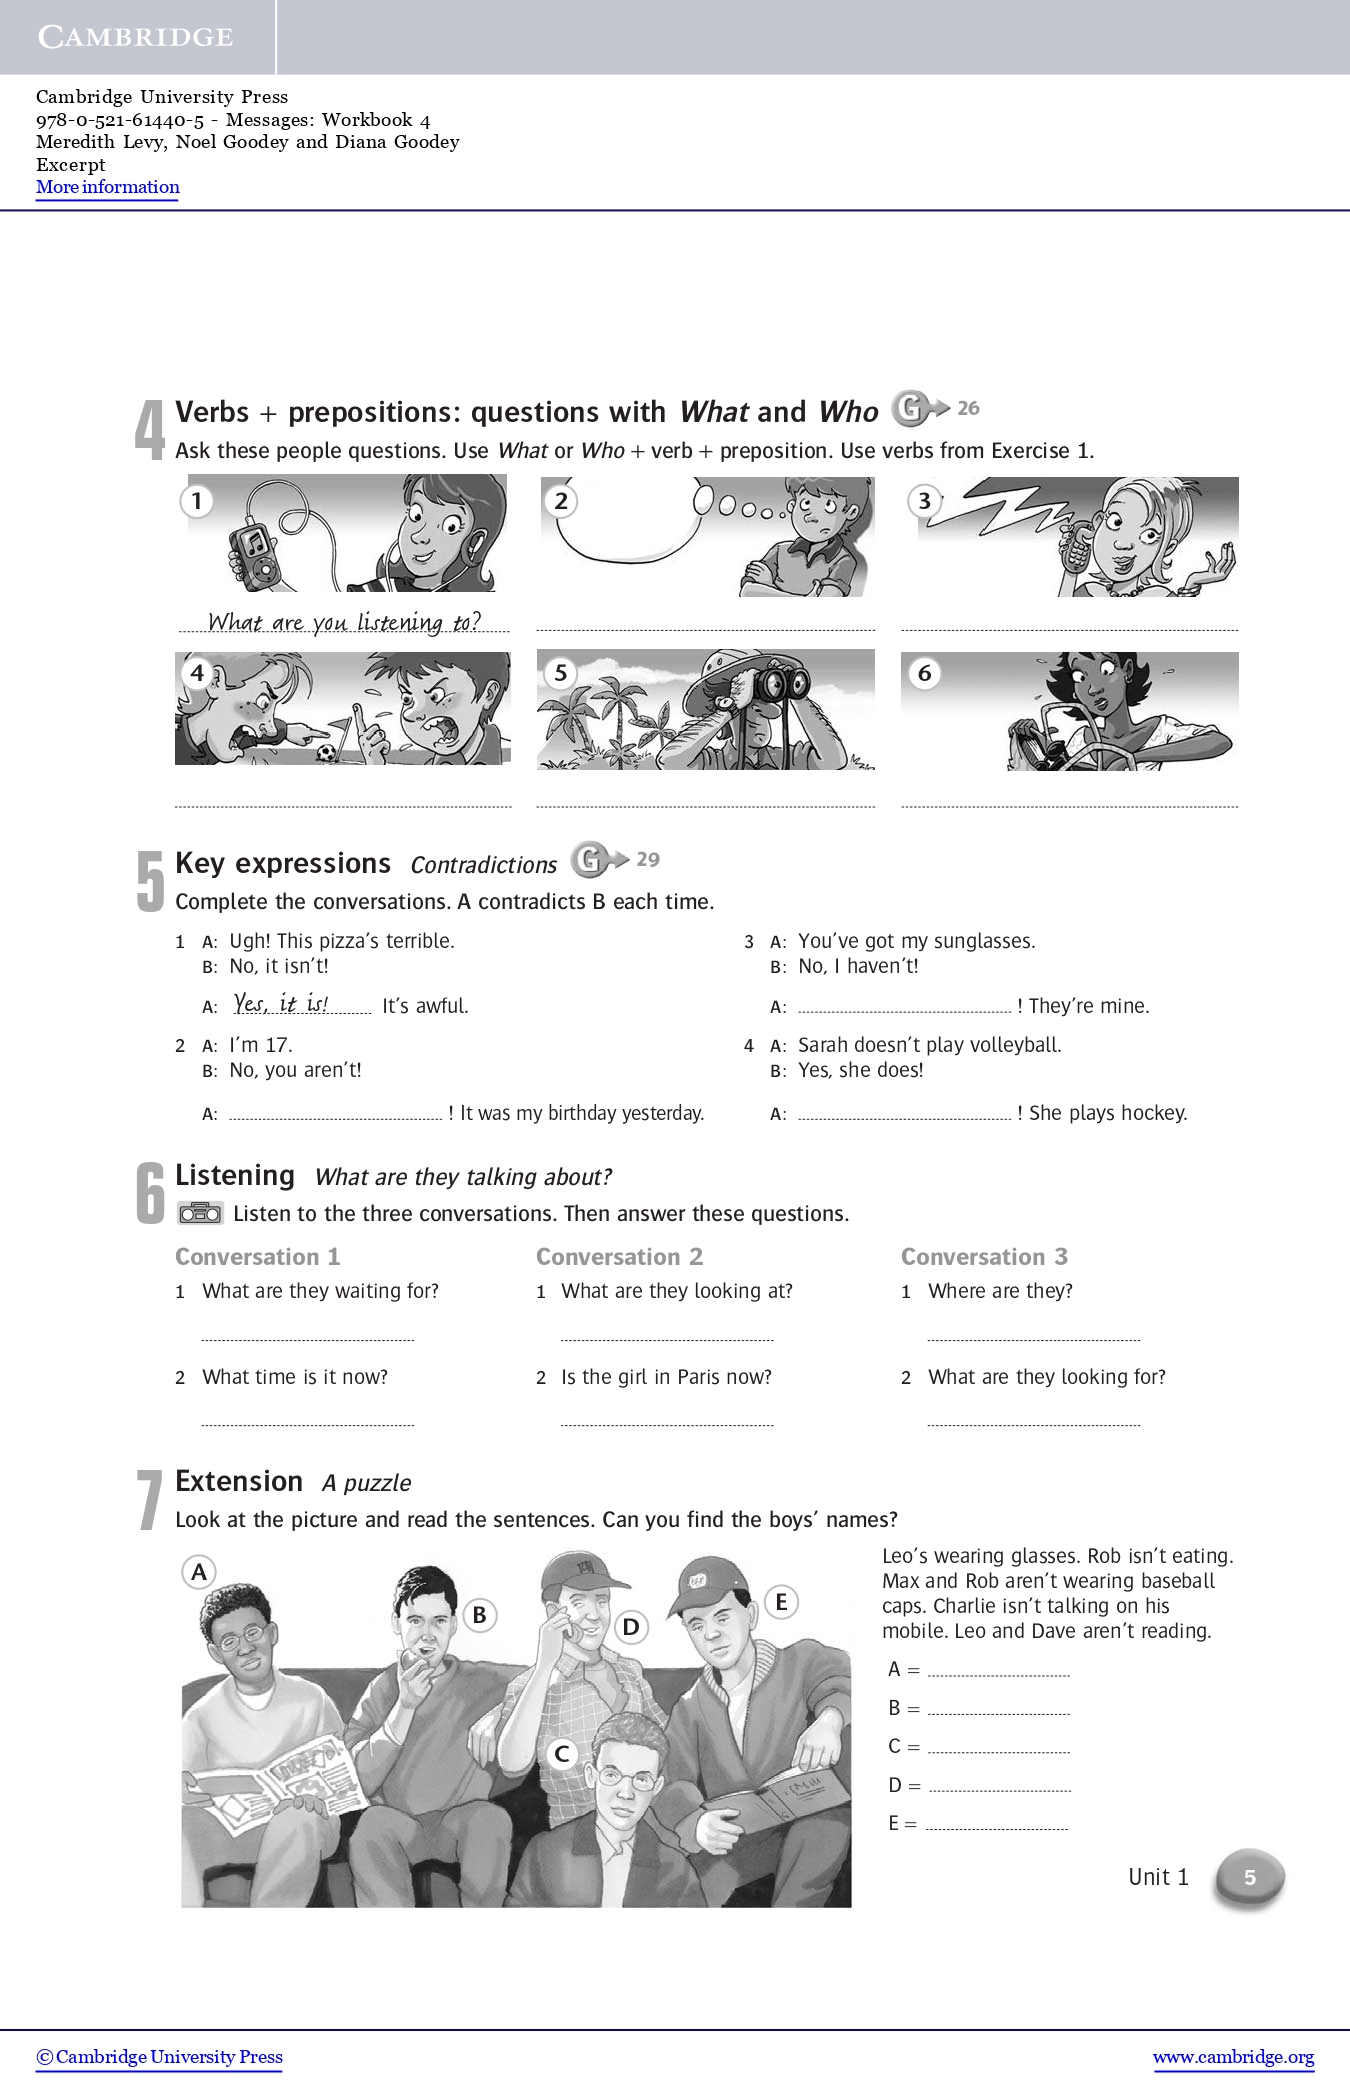 CAMBRIDGE
Cambridge University Press
978-0-521-61440-5 - Messages: Workbook 4
Meredith Levy, Noel Goodey and Diana Goodey
Excerpt
More information
4 Verbs + prepositions: questions with What and Who G 26
Ask these people questions. Use What or Who + verb + preposition. Use verbs from Exercise 1.
1
2
3
What are you listening to?
4
5
6
5 Key expressions Contradictions G 29
Complete the conversations. A contradicts B each time.
1 A: Ugh! This pizza's terrible.
B: No, it isn't!
A: Yes, it is! It's awful.
2 A: I'm 17.
B: No, you aren't!
A: ! It was my birthday yesterday.
3 A: You've got my sunglasses.
B: No, I haven't!
A: ! They're mine.
4 A: Sarah doesn't play volleyball.
B: Yes, she does!
A: ! She plays hockey.
6 Listening What are they talking about?
Listen to the three conversations. Then answer these questions.
Conversation 1
1 What are they waiting for?
2 What time is it now?
Conversation 2
1 What are they looking at?
2 Is the girl in Paris now?
Conversation 3
1 Where are they?
2 What are they looking for?
7 Extension A puzzle
Look at the picture and read the sentences. Can you find the boys' names?
A
B
D
E
C
Leo's wearing glasses. Rob isn't eating.
Max and Rob aren't wearing baseball
caps. Charlie isn't talking on his
mobile. Leo and Dave aren't reading.
A =
B =
C =
D =
E =
Unit 1 5
© Cambridge University Press
www.cambridge.org